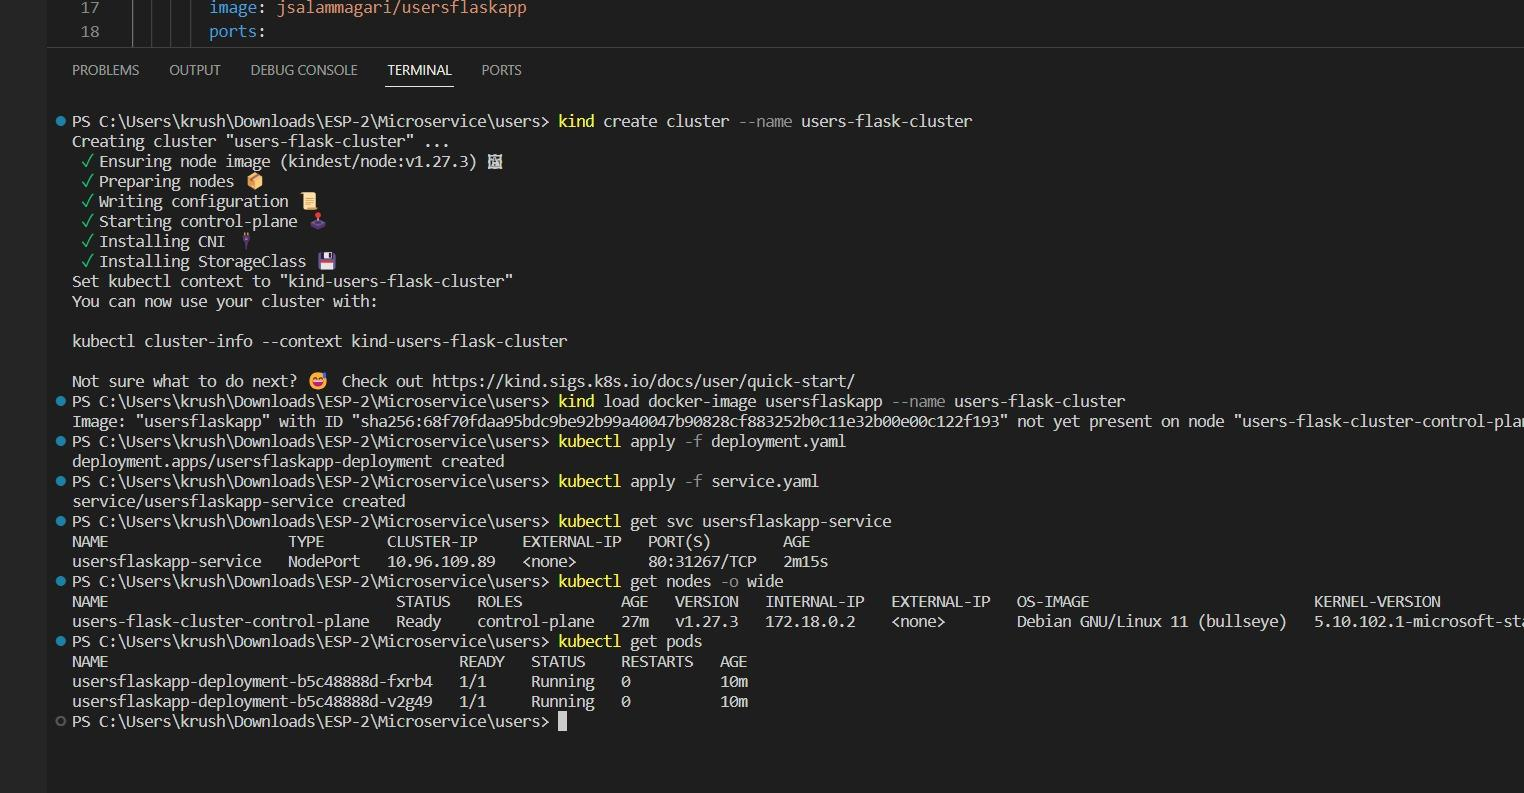 17 image: jsalammagari/usersflaskapp
18 ports:
PROBLEMS OUTPUT DEBUG CONSOLE TERMINAL PORTS
PS C:\Users\krush\Downloads\ESP-2\Microservice\users> kind create cluster --name users-flask-cluster
Creating cluster "users-flask-cluster" ...
✓ Ensuring node image (kindest/node:v1.27.3) 🖼
✓ Preparing nodes 📦
✓ Writing configuration 📜
✓ Starting control-plane 🕹️
✓ Installing CNI 🔌
✓ Installing StorageClass 💾
Set kubectl context to "kind-users-flask-cluster"
You can now use your cluster with:
kubectl cluster-info --context kind-users-flask-cluster
Not sure what to do next? 😅 Check out https://kind.sigs.k8s.io/docs/user/quick-start/
PS C:\Users\krush\Downloads\ESP-2\Microservice\users> kind load docker-image usersflaskapp --name users-flask-cluster
Image: "usersflaskapp" with ID "sha256:68f70fdaa95bdc9be92b99a40047b90828cf883252b0c11e32b00e00c122f193" not yet present on node "users-flask-cluster-control-plan
PS C:\Users\krush\Downloads\ESP-2\Microservice\users> kubectl apply -f deployment.yaml
deployment.apps/usersflaskapp-deployment created
PS C:\Users\krush\Downloads\ESP-2\Microservice\users> kubectl apply -f service.yaml
service/usersflaskapp-service created
PS C:\Users\krush\Downloads\ESP-2\Microservice\users> kubectl get svc usersflaskapp-service
NAME TYPE CLUSTER-IP EXTERNAL-IP PORT(S) AGE
usersflaskapp-service NodePort 10.96.109.89 <none> 80:31267/TCP 2m15s
PS C:\Users\krush\Downloads\ESP-2\Microservice\users> kubectl get nodes -o wide
NAME STATUS ROLES AGE VERSION INTERNAL-IP EXTERNAL-IP OS-IMAGE KERNEL-VERSION
users-flask-cluster-control-plane Ready control-plane 27m v1.27.3 172.18.0.2 <none> Debian GNU/Linux 11 (bullseye) 5.10.102.1-microsoft-sta
PS C:\Users\krush\Downloads\ESP-2\Microservice\users> kubectl get pods
NAME READY STATUS RESTARTS AGE
usersflaskapp-deployment-b5c48888d-fxrb4 1/1 Running 0 10m
usersflaskapp-deployment-b5c48888d-v2g49 1/1 Running 0 10m
PS C:\Users\krush\Downloads\ESP-2\Microservice\users>